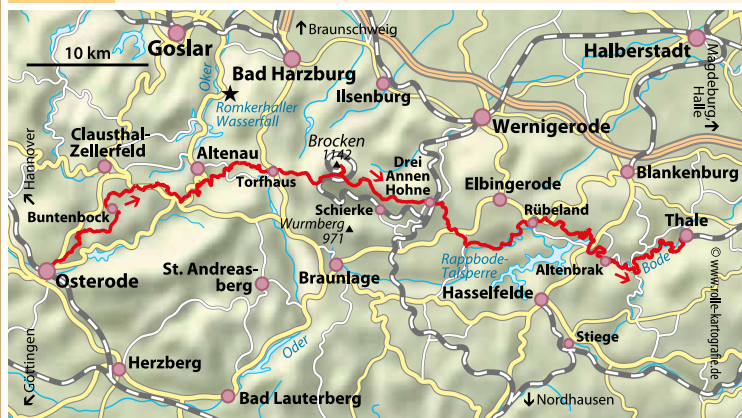 10 km
Goslar
Braunschweig
Oker
Bad Harzburg
Halberstadt
Magdeburg,
Halle
Ilsenburg
Romkerhaller
Wasserfall
Wernigerode
Hannover
Clausthal-
Zellerfeld
Altenau
Brocken
1142
Drei
Annen
Hohne
Torfhaus
Elbingerode
Blankenburg
Buntenbock
Schierke
Rübeland
Thale
Wurmberg
971
Osterode
St. Andreas-
berg
Braunlage
Rappbode-
Talsperre
Altenbrak
Bode
Hasselfelde
Oder
Stiege
Göttingen
Herzberg
Bad Lauterberg
Nordhausen
© www.rolle-kartografie.de